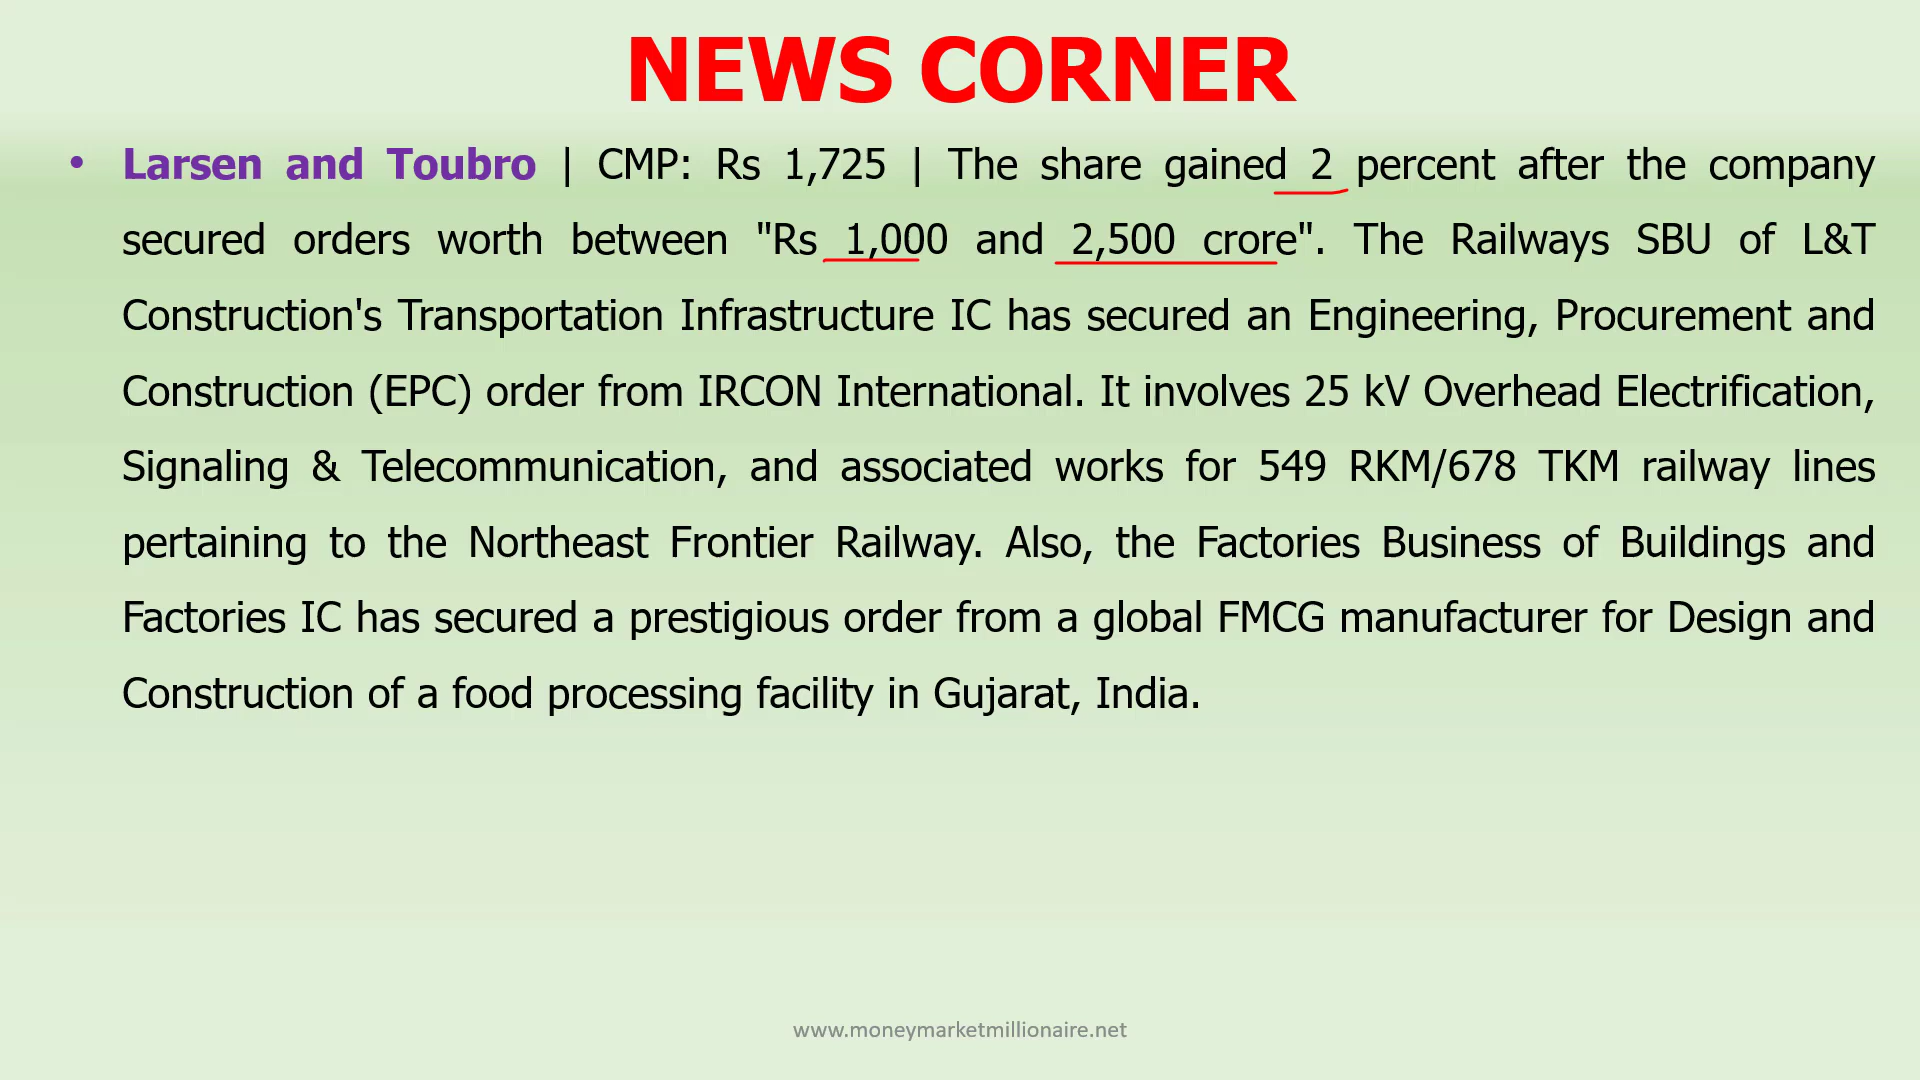 NEWS CORNER
• Larsen and Toubro | CMP: Rs 1,725 | The share gained 2 percent after the company
secured orders worth between "Rs 1,000 and 2,500 crore". The Railways SBU of L&T
Construction's Transportation Infrastructure IC has secured an Engineering, Procurement and
Construction (EPC) order from IRCON International. It involves 25 kV Overhead Electrification,
Signaling & Telecommunication, and associated works for 549 RKM/678 TKM railway lines
pertaining to the Northeast Frontier Railway. Also, the Factories Business of Buildings and
Factories IC has secured a prestigious order from a global FMCG manufacturer for Design and
Construction of a food processing facility in Gujarat, India.
www.moneymarketmillionaire.net